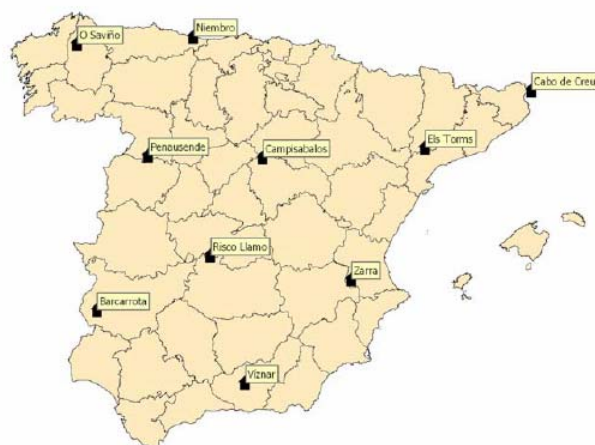 O Saviño
Niembro
Cabo de Creu
Penausende
Campisabalos
Els Torms
Risco Llamo
Zarra
Barcarrota
Víznar